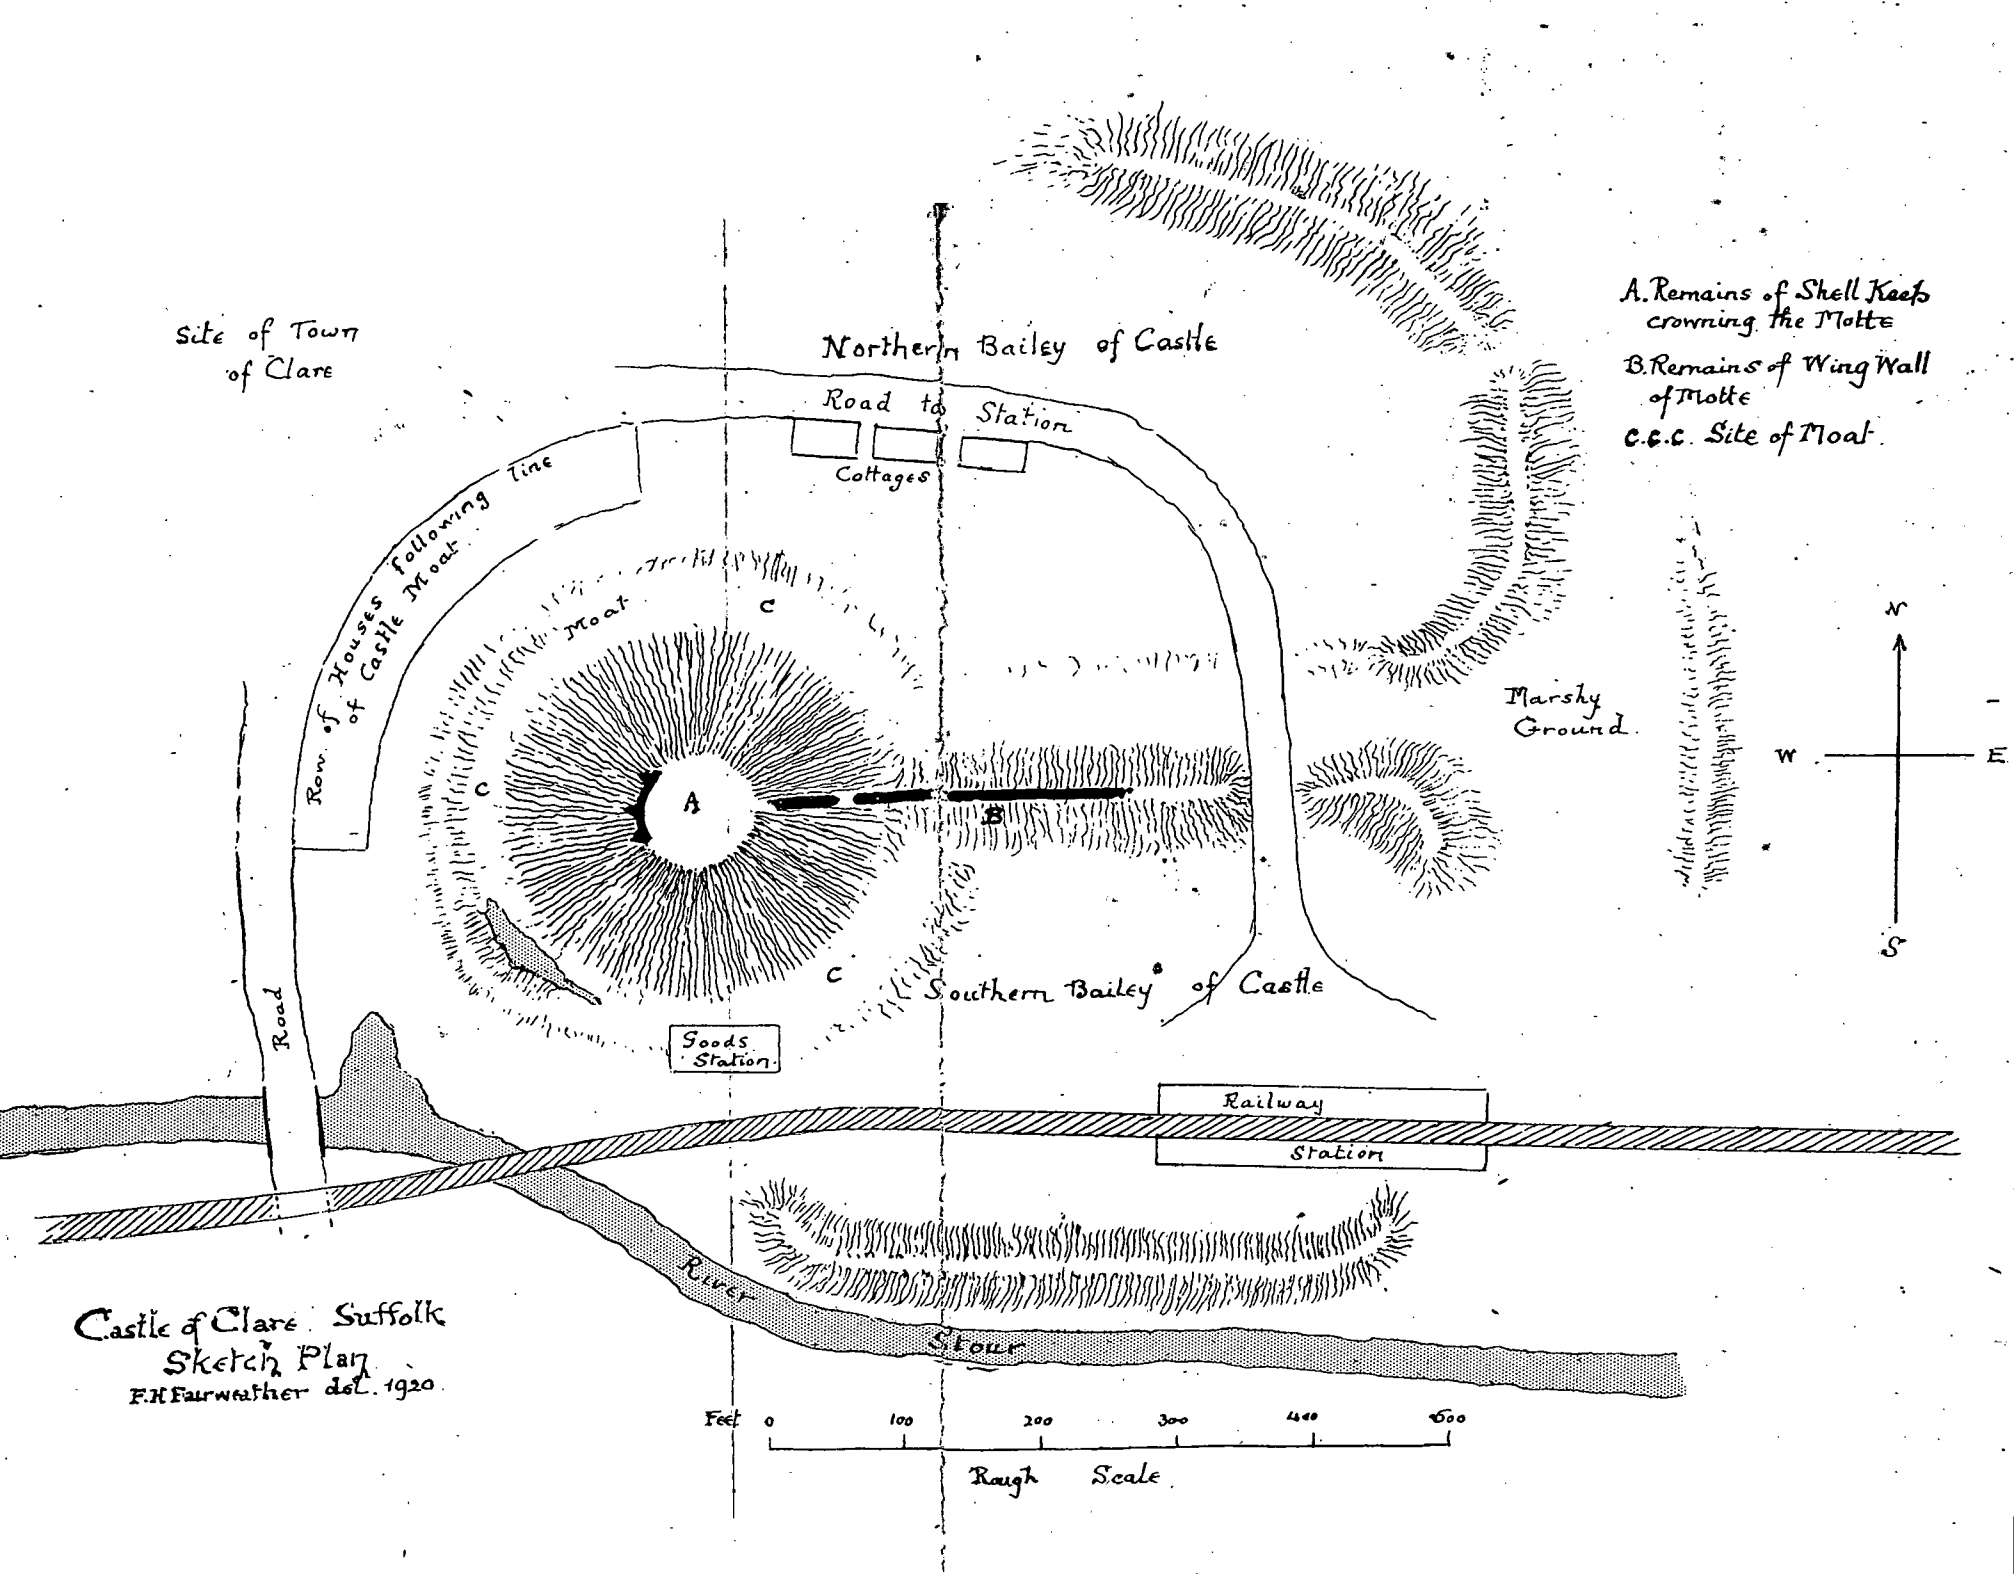 Site of Town
of Clare
Northern Bailey of Castle
Road to Station
Cottages
Row of Houses following line
of Castle Moat.
Moat
C
C
C
A
B
A. Remains of Shell Keep
crowning the Motte
B. Remains of Wing Wall
of Motte
C.C.C. Site of Moat.
Marshy
Ground.
N
W
E
S
Southern Bailey of Castle
Goods
Station.
Road
Railway
Station
River Stour
Castle of Clare: Suffolk
Sketch Plan
F.H Fairweather del. 1920.
Feet 0 100 200 300 400 500
Rough Scale.